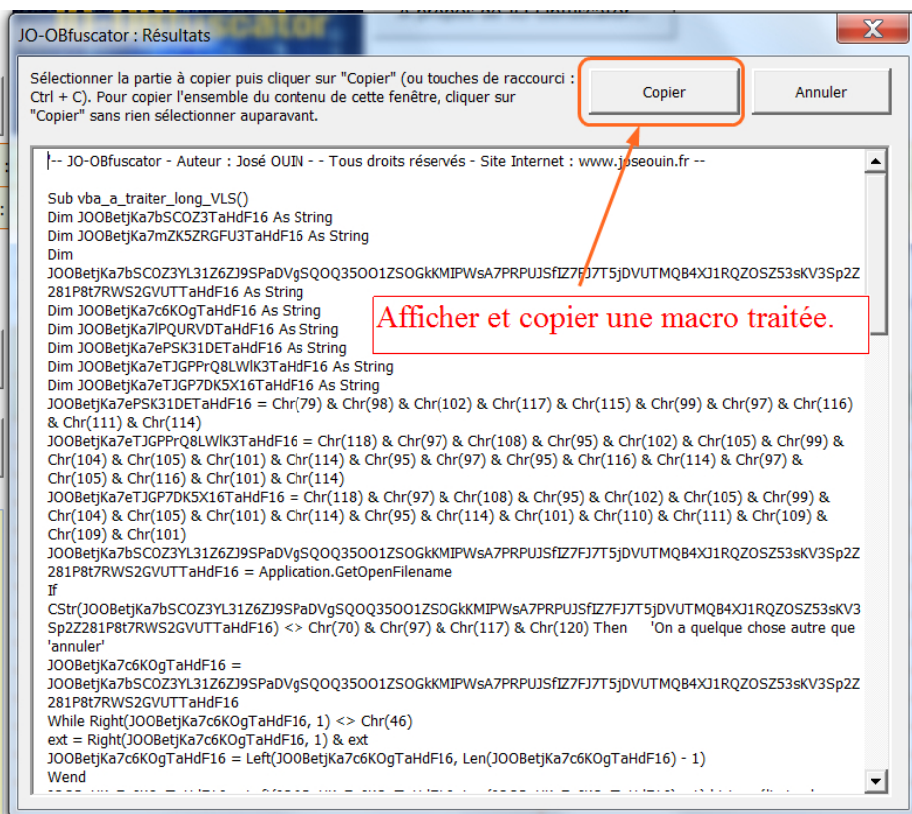 JO-OBfuscator : Résultats
Sélectionner la partie à copier puis cliquer sur "Copier" (ou touches de raccourci :
Ctrl + C). Pour copier l'ensemble du contenu de cette fenêtre, cliquer sur
"Copier" sans rien sélectionner auparavant.
Copier
Annuler
'-- JO-OBfuscator - Auteur : José OUIN - - Tous droits réservés - Site Internet : www.joseouin.fr --
Sub vba_a_traiter_long_VLS()
Dim JOOBetjKa7bSCOZ3TaHdF16 As String
Dim JOOBetjKa7mZK5ZRGFU3TaHdF16 As String
Dim
JOOBetjKa7bSCOZ3YL31Z6ZJ9SPaDVgSQOQ35OO1ZSOGkKMIPWsA7PRPUJSfIZ7FJ7T5jDVUTMQB4XJ1RQZOSZ53sKV3Sp2Z
281P8t7RWS2GVUTTaHdF16 As String
Dim JOOBetjKa7c6KOgTaHdF16 As String
Dim JOOBetjKa7lPQURVDTaHdF16 As String
Dim JOOBetjKa7ePSK31DETaHdF16 As String
Dim JOOBetjKa7eTJGPPrQ8LWlK3TaHdF16 As String
Dim JOOBetjKa7eTJGP7DK5X16TaHdF16 As String
Afficher et copier une macro traitée.
JOOBetjKa7ePSK31DETaHdF16 = Chr(79) & Chr(98) & Chr(102) & Chr(117) & Chr(115) & Chr(99) & Chr(97) & Chr(116)
& Chr(111) & Chr(114)
JOOBetjKa7eTJGPPrQ8LWlK3TaHdF16 = Chr(118) & Chr(97) & Chr(108) & Chr(95) & Chr(102) & Chr(105) & Chr(99) &
Chr(104) & Chr(105) & Chr(101) & Chr(114) & Chr(95) & Chr(97) & Chr(95) & Chr(116) & Chr(114) & Chr(97) &
Chr(105) & Chr(116) & Chr(101) & Chr(114)
JOOBetjKa7eTJGP7DK5X16TaHdF16 = Chr(118) & Chr(97) & Chr(108) & Chr(95) & Chr(102) & Chr(105) & Chr(99) &
Chr(104) & Chr(105) & Chr(101) & Chr(114) & Chr(95) & Chr(114) & Chr(101) & Chr(110) & Chr(111) & Chr(109) &
Chr(109) & Chr(101)
JOOBetjKa7bSCOZ3YL31Z6ZJ9SPaDVgSQOQ35OO1ZSOGkKMIPWsA7PRPUJSfIZ7FJ7T5jDVUTMQB4XJ1RQZOSZ53sKV3Sp2Z
281P8t7RWS2GVUTTaHdF16 = Application.GetOpenFilename
If
CStr(JOOBetjKa7bSCOZ3YL31Z6ZJ9SPaDVgSQOQ35OO1ZSOGkKMIPWsA7PRPUJSfIZ7FJ7T5jDVUTMQB4XJ1RQZOSZ53sKV3
Sp2Z281P8t7RWS2GVUTTaHdF16) <> Chr(70) & Chr(97) & Chr(117) & Chr(120) Then 'On a quelque chose autre que
'annuler'
JOOBetjKa7c6KOgTaHdF16 =
JOOBetjKa7bSCOZ3YL31Z6ZJ9SPaDVgSQOQ35OO1ZSOGkKMIPWsA7PRPUJSfIZ7FJ7T5jDVUTMQB4XJ1RQZOSZ53sKV3Sp2Z
281P8t7RWS2GVUTTaHdF16
While Right(JOOBetjKa7c6KOgTaHdF16, 1) <> Chr(46)
ext = Right(JOOBetjKa7c6KOgTaHdF16, 1) & ext
JOOBetjKa7c6KOgTaHdF16 = Left(JOOBetjKa7c6KOgTaHdF16, Len(JOOBetjKa7c6KOgTaHdF16) - 1)
Wend